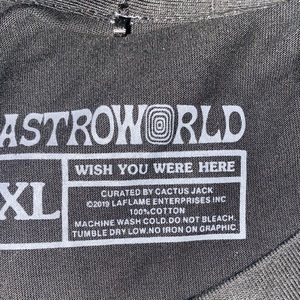 ASTROWORLD
XL
WISH YOU WERE HERE
CURATED BY CACTUS JACK
©2019 LAFLAME ENTERPRISES INC
100%COTTON
MACHINE WASH COLD.DO NOT BLEACH.
TUMBLE DRY LOW.NO IRON ON GRAPHIC.